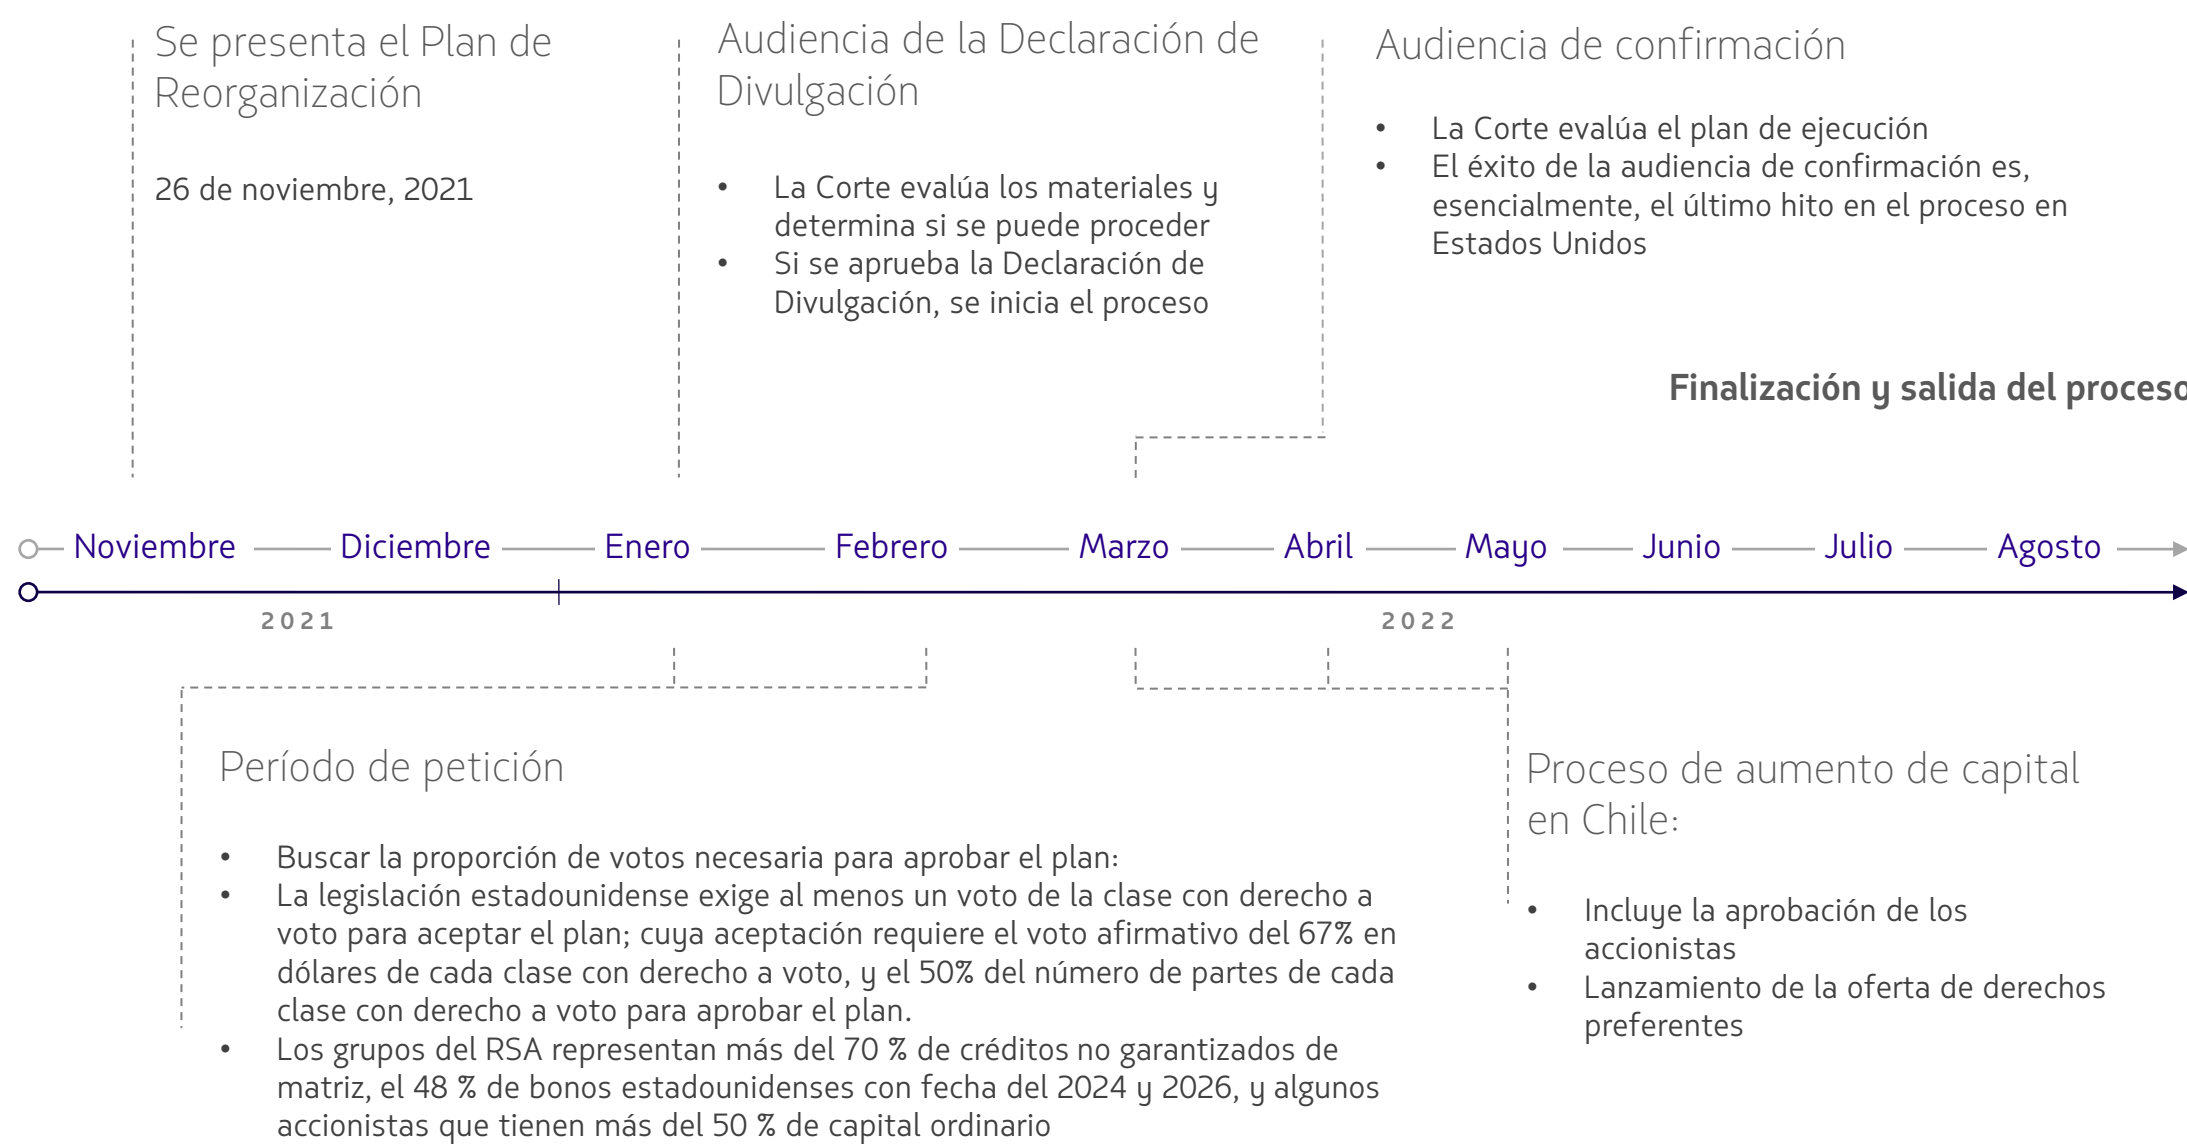 Se presenta el Plan de
Reorganización
26 de noviembre, 2021
Audiencia de la Declaración de
Divulgación
• La Corte evalúa los materiales y
determina si se puede proceder
• Si se aprueba la Declaración de
Divulgación, se inicia el proceso
Audiencia de confirmación
• La Corte evalúa el plan de ejecución
• El éxito de la audiencia de confirmación es,
esencialmente, el último hito en el proceso en
Estados Unidos
Finalización y salida del proceso
Noviembre Diciembre Enero Febrero Marzo Abril Mayo Junio Julio Agosto
2021 2022
Período de petición
• Buscar la proporción de votos necesaria para aprobar el plan:
• La legislación estadounidense exige al menos un voto de la clase con derecho a
voto para aceptar el plan; cuya aceptación requiere el voto afirmativo del 67% en
dólares de cada clase con derecho a voto, y el 50% del número de partes de cada
clase con derecho a voto para aprobar el plan.
• Los grupos del RSA representan más del 70 % de créditos no garantizados de
matriz, el 48 % de bonos estadounidenses con fecha del 2024 y 2026, y algunos
accionistas que tienen más del 50 % de capital ordinario
Proceso de aumento de capital
en Chile:
• Incluye la aprobación de los
accionistas
• Lanzamiento de la oferta de derechos
preferentes